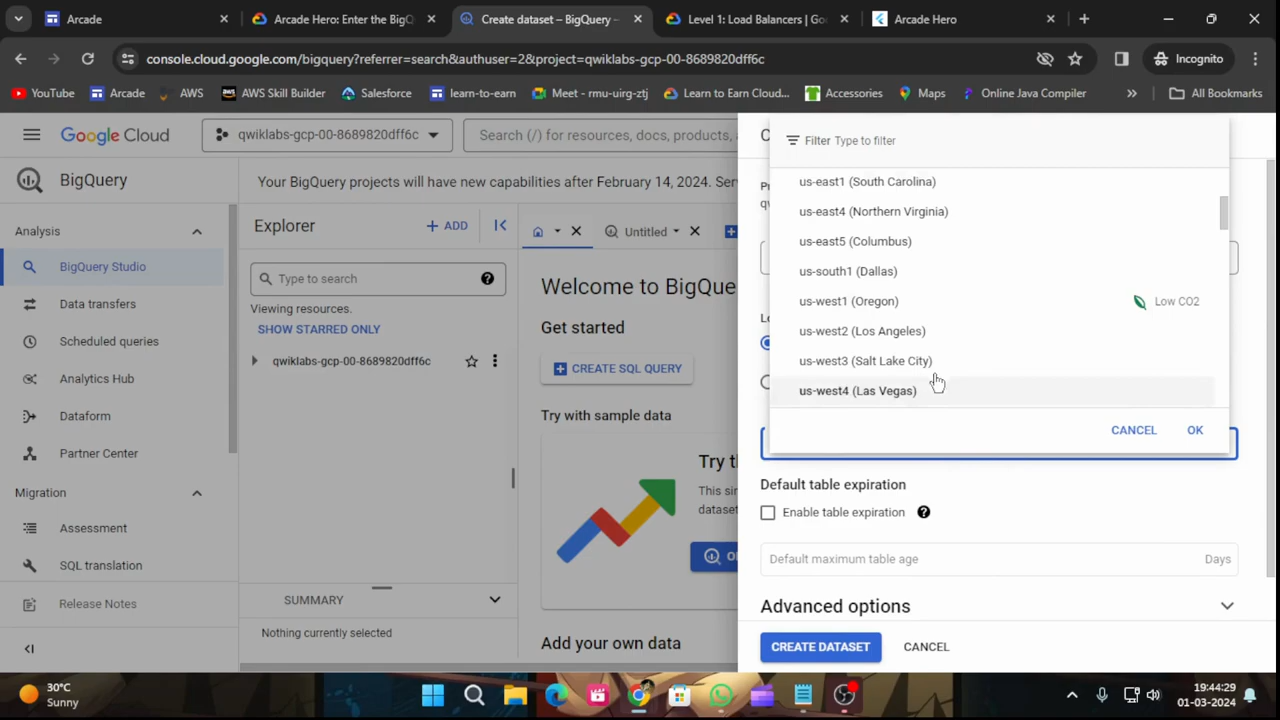 Arcade
Arcade Hero: Enter the BigQ
Create dataset – BigQuery –
Level 1: Load Balancers | Go
Arcade Hero
console.cloud.google.com/bigquery?referrer=search&authuser=2&project=qwiklabs-gcp-00-8689820dff6c
Incognito
YouTube
Arcade
AWS
AWS Skill Builder
Salesforce
learn-to-earn
Meet - rmu-uirg-ztj
Learn to Earn Cloud...
Accessories
Maps
Online Java Compiler
All Bookmarks
Google Cloud
qwiklabs-gcp-00-8689820dff6c
Search (/) for resources, docs, products,
Filter Type to filter
BigQuery
Your BigQuery projects will have new capabilities after February 14, 2024. Ser
us-east1 (South Carolina)
us-east4 (Northern Virginia)
us-east5 (Columbus)
us-south1 (Dallas)
us-west1 (Oregon)
Low CO2
us-west2 (Los Angeles)
us-west3 (Salt Lake City)
us-west4 (Las Vegas)
CANCEL
OK
Analysis
BigQuery Studio
Data transfers
Scheduled queries
Analytics Hub
Dataform
Partner Center
Migration
Assessment
SQL translation
Release Notes
Explorer
+ ADD
Type to search
Viewing resources.
SHOW STARRED ONLY
qwiklabs-gcp-00-8689820dff6c
SUMMARY
Nothing currently selected
Untitled
Welcome to BigQue
Get started
CREATE SQL QUERY
Try with sample data
Try th
This si
dataset
Add your own data
Default table expiration
Enable table expiration
Default maximum table age
Days
Advanced options
CREATE DATASET
CANCEL
30°C
Sunny
19:44:29
01-03-2024